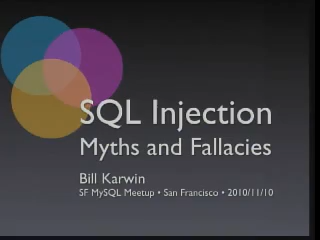 SQL Injection
Myths and Fallacies
Bill Karwin
SF MySQL Meetup • San Francisco • 2010/11/10